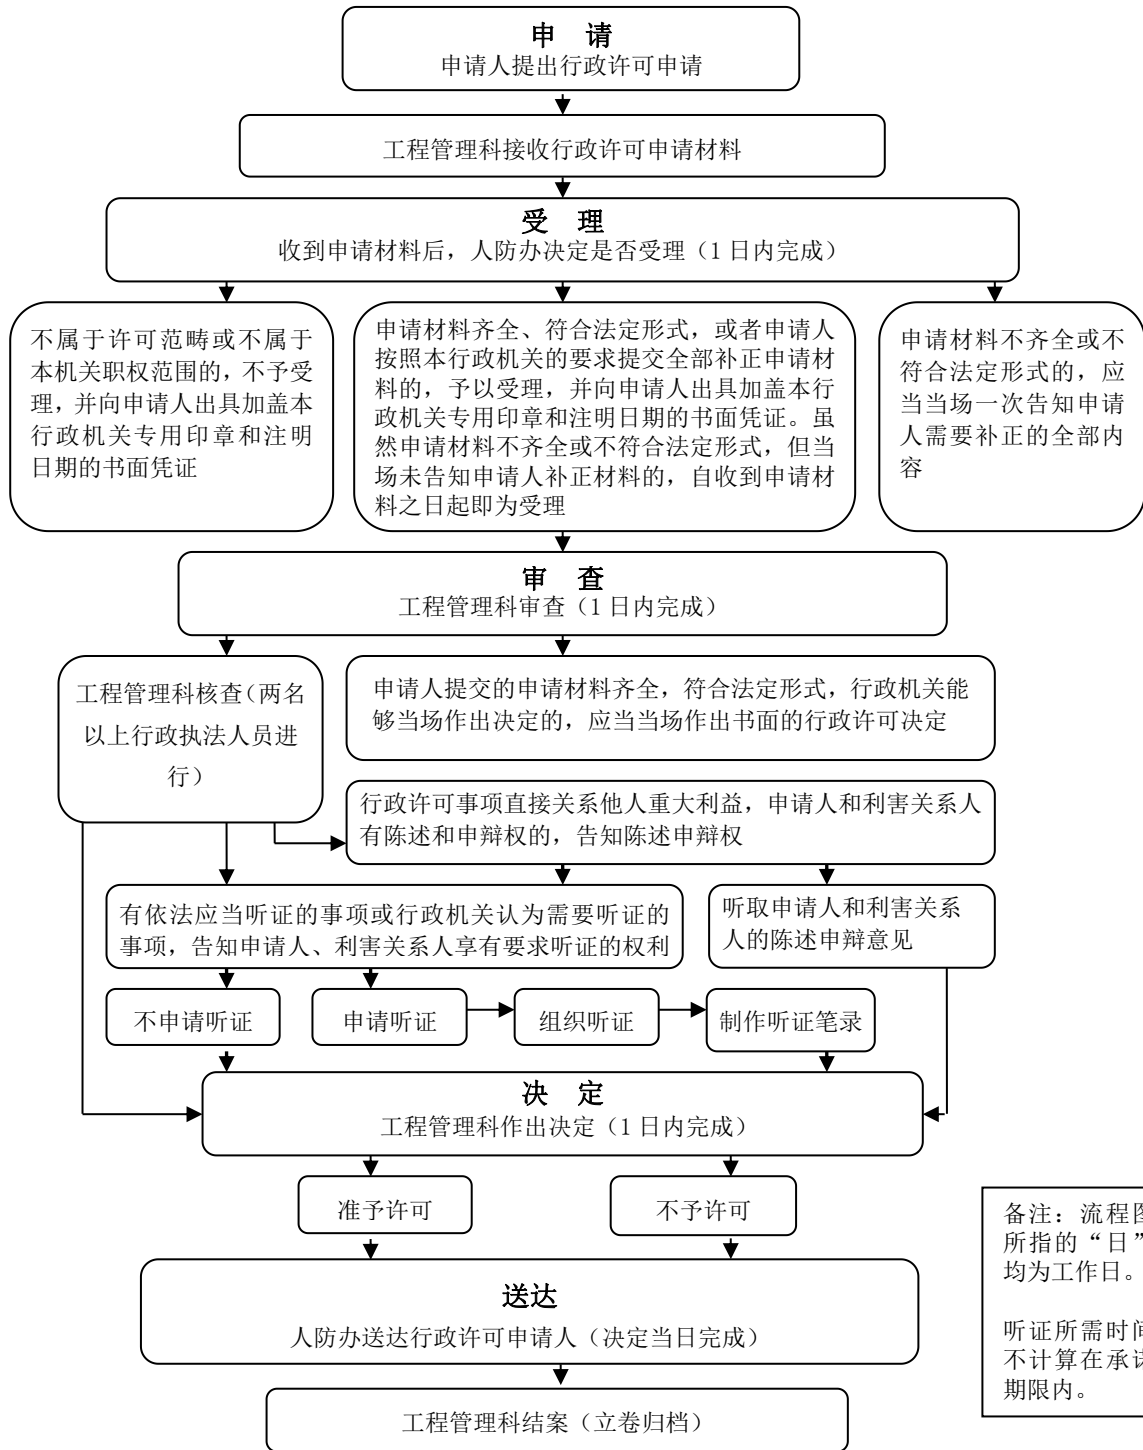 申 请
申请人提出行政许可申请
工程管理科接收行政许可申请材料
受 理
收到申请材料后，人防办决定是否受理（1日内完成）
不属于许可范畴或不属于
本机关职权范围的，不予受
理，并向申请人出具加盖本
行政机关专用印章和注明
日期的书面凭证
申请材料齐全、符合法定形式，或者申请人
按照本行政机关的要求提交全部补正申请材
料的，予以受理，并向申请人出具加盖本行
政机关专用印章和注明日期的书面凭证。虽
然申请材料不齐全或不符合法定形式，但当
场未告知申请人补正材料的，自收到申请材
料之日起即为受理
申请材料不齐全或不
符合法定形式的，应
当当场一次告知申请
人需要补正的全部内
容
审 查
工程管理科审查（1日内完成）
工程管理科核查（两名
以上行政执法人员进
行）
申请人提交的申请材料齐全，符合法定形式，行政机关能
够当场作出决定的，应当当场作出书面的行政许可决定
行政许可事项直接关系他人重大利益，申请人和利害关系人
有陈述和申辩权的，告知陈述申辩权
有依法应当听证的事项或行政机关认为需要听证的
事项，告知申请人、利害关系人享有要求听证的权利
听取申请人和利害关系
人的陈述申辩意见
不申请听证
申请听证
组织听证
制作听证笔录
决 定
工程管理科作出决定（1日内完成）
准予许可
不予许可
送达
人防办送达行政许可申请人（决定当日完成）
工程管理科结案（立卷归档）
备注：流程图
所指的“日”
均为工作日。
听证所需时间
不计算在承诺
期限内。